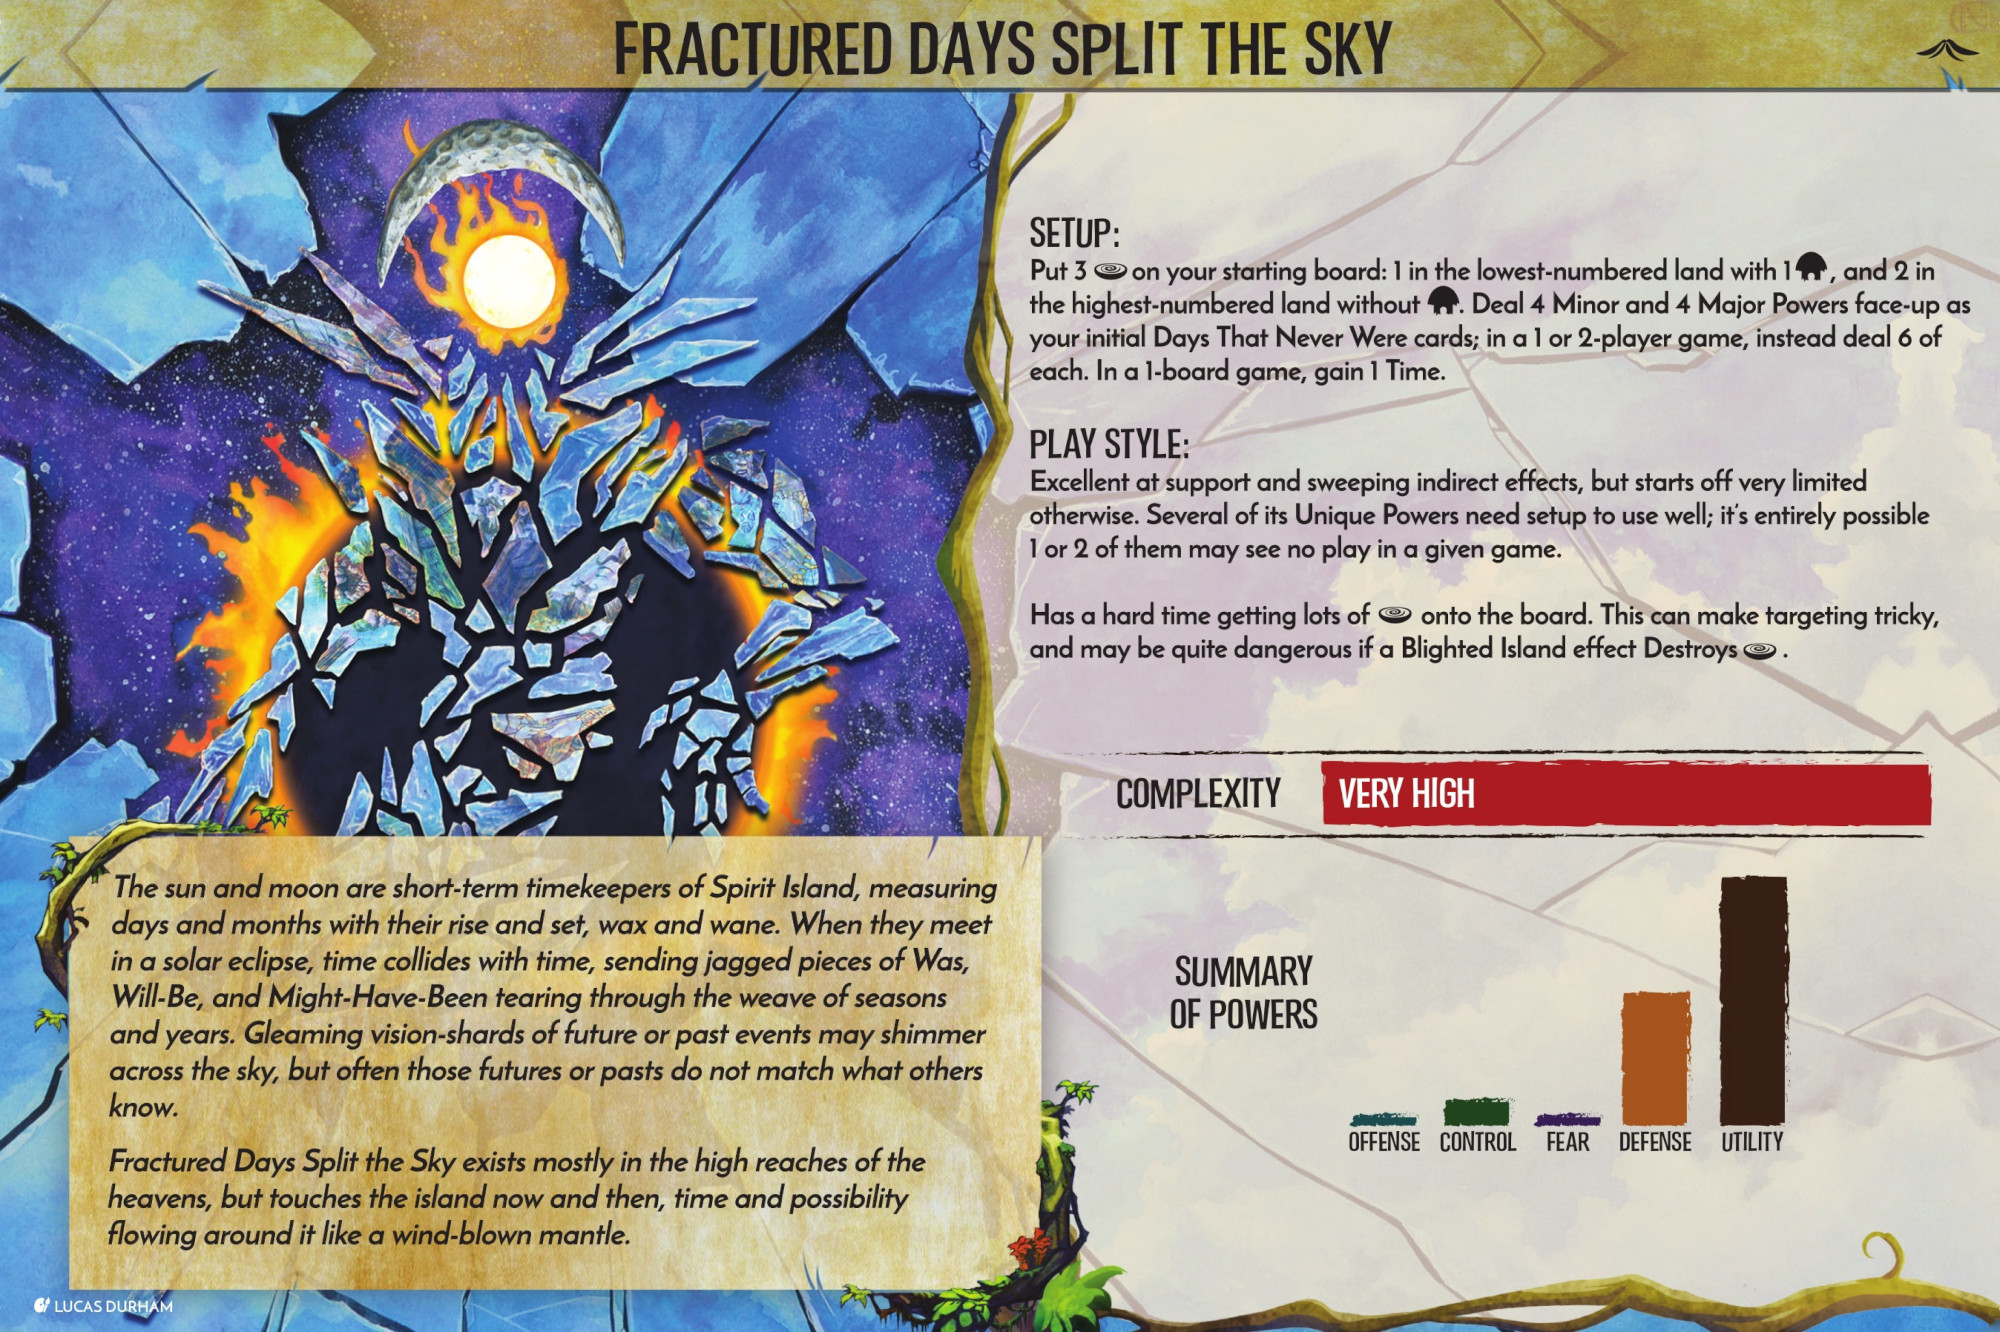 FRACTURED DAYS SPLIT THE SKY
SETUP:
Put 3 on your starting board: 1 in the lowest-numbered land with 1 , and 2 in
the highest-numbered land without . Deal 4 Minor and 4 Major Powers face-up as
your initial Days That Never Were cards; in a 1 or 2-player game, instead deal 6 of
each. In a 1-board game, gain 1 Time.
PLAY STYLE:
Excellent at support and sweeping indirect effects, but starts off very limited
otherwise. Several of its Unique Powers need setup to use well; it's entirely possible
1 or 2 of them may see no play in a given game.
Has a hard time getting lots of onto the board. This can make targeting tricky,
and may be quite dangerous if a Blighted Island effect Destroys .
COMPLEXITY VERY HIGH
SUMMARY
OF POWERS
OFFENSE CONTROL FEAR DEFENSE UTILITY
The sun and moon are short-term timekeepers of Spirit Island, measuring
days and months with their rise and set, wax and wane. When they meet
in a solar eclipse, time collides with time, sending jagged pieces of Was,
Will-Be, and Might-Have-Been tearing through the weave of seasons
and years. Gleaming vision-shards of future or past events may shimmer
across the sky, but often those futures or pasts do not match what others
know.
Fractured Days Split the Sky exists mostly in the high reaches of the
heavens, but touches the island now and then, time and possibility
flowing around it like a wind-blown mantle.
LUCAS DURHAM